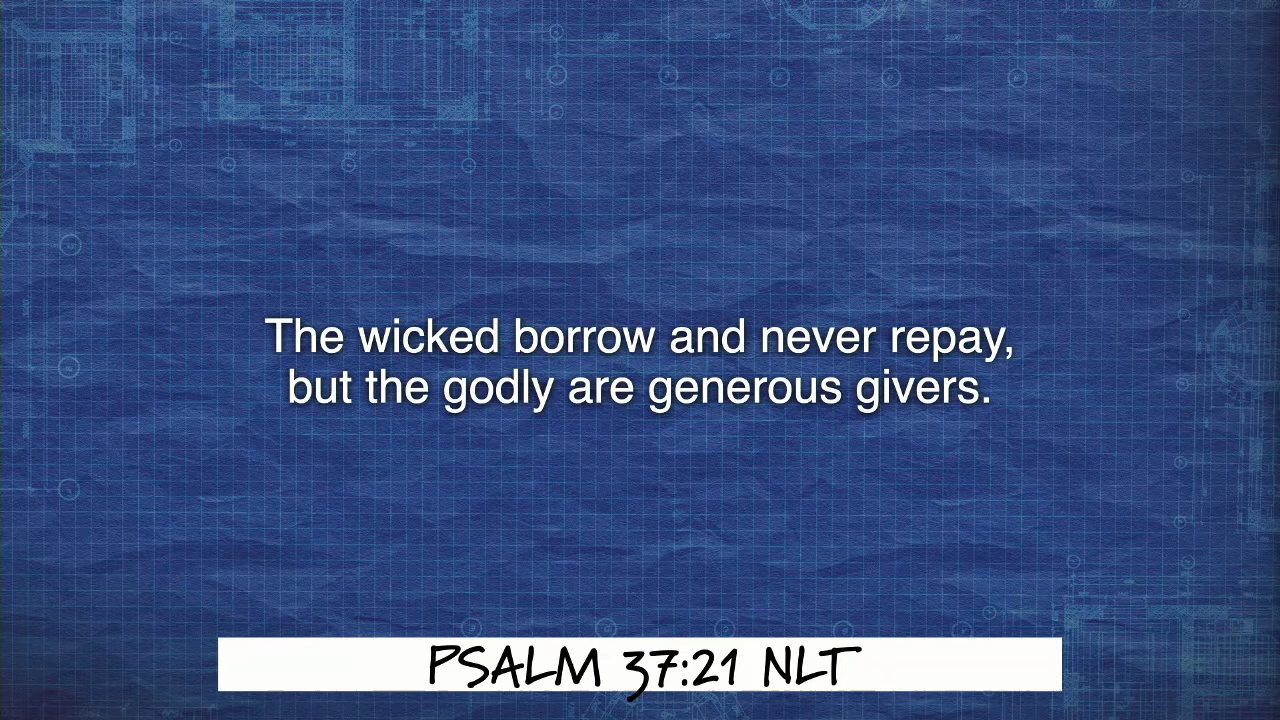 The wicked borrow and never repay,
but the godly are generous givers.
PSALM 37:21 NLT